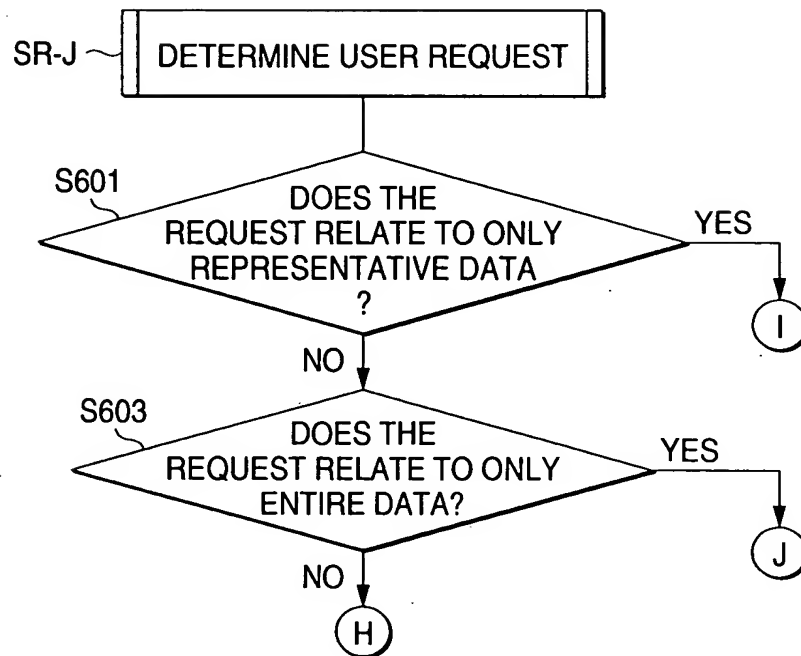 SR-J
DETERMINE USER REQUEST
S601
DOES THE
REQUEST RELATE TO ONLY
REPRESENTATIVE DATA
?
YES
I
NO
S603
DOES THE
REQUEST RELATE TO ONLY
ENTIRE DATA?
YES
J
NO
H